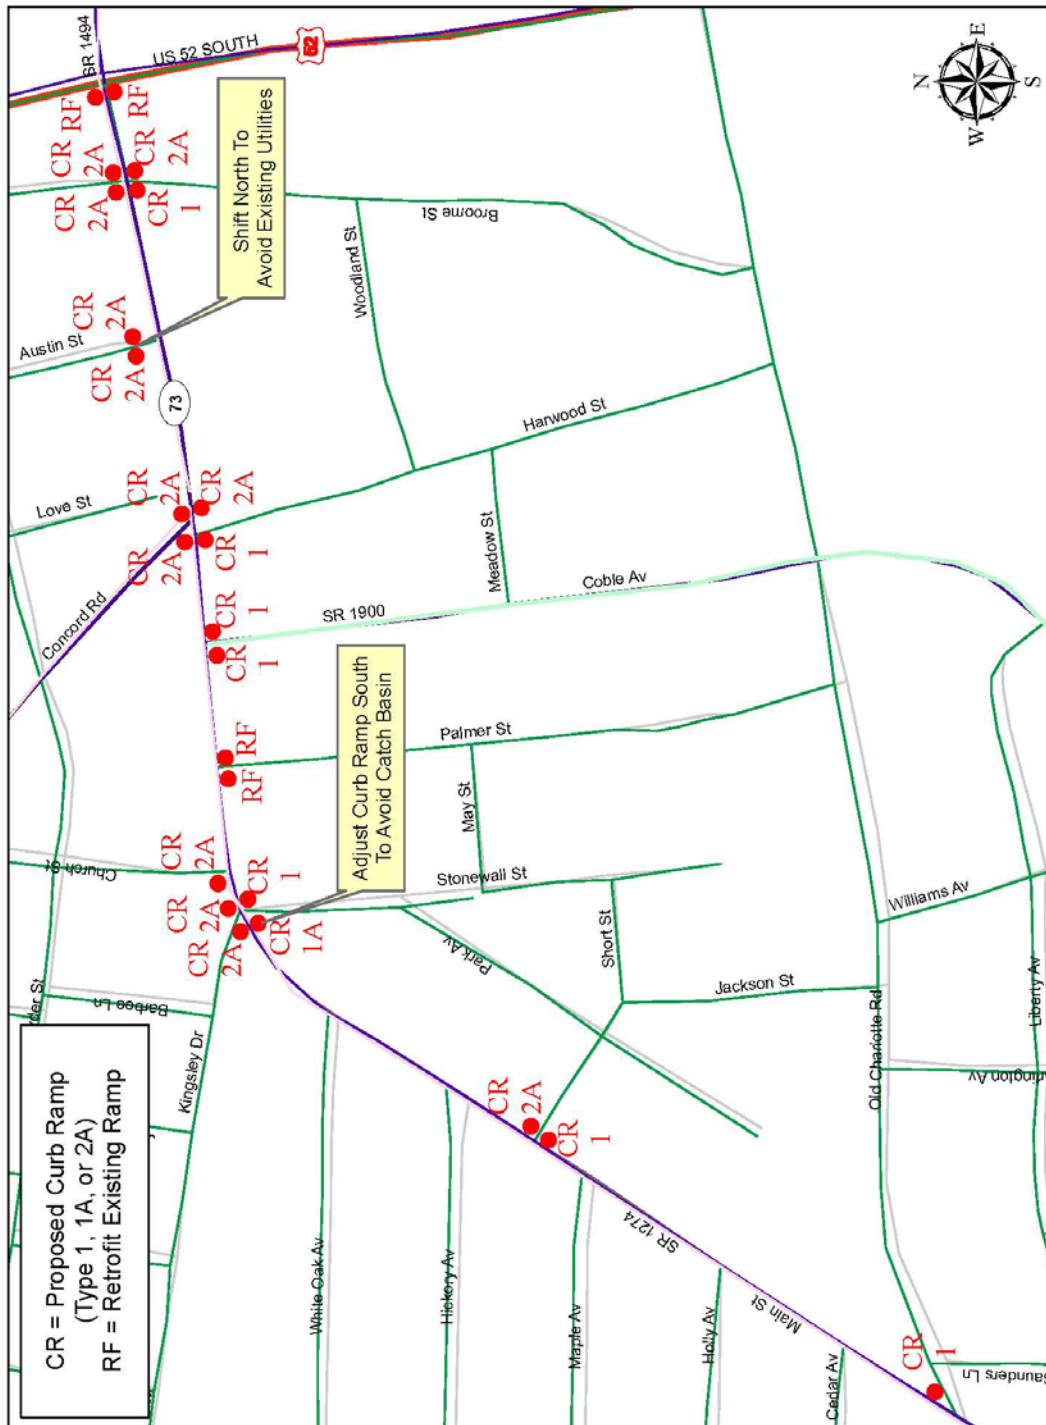 CR = Proposed Curb Ramp
(Type 1, 1A, or 2A)
RF = Retrofit Existing Ramp
SR 1494
US 52 SOUTH
52
RF
RF
CR
2A
CR
2A
CR
2A
CR
1
Shift North To
Avoid Existing Utilities
N
E
S
W
Austin St
CR
2A
CR
2A
Woodland St
Broome St
73
Harwood St
Love St
CR
2A
CR
2A
CR
2A
CR
1
Concord Rd
Meadow St
Coble Av
SR 1900
CR
1
CR
1
Palmer St
RF
RF
May St
Adjust Curb Ramp South
To Avoid Catch Basin
Church St
CR
2A
CR
2A
CR
2A
CR
1
CR
1A
Stonewall St
Park Av
Short St
Jackson St
Williams Av
Liberty Av
Old Charlotte Rd
Barboo Ln
Kingsley Dr
White Oak Av
Hickory Av
Maple Av
Holly Av
Cedar Av
CR
2A
CR
1
SR 1274
Main St
CR
1
Saunders Ln